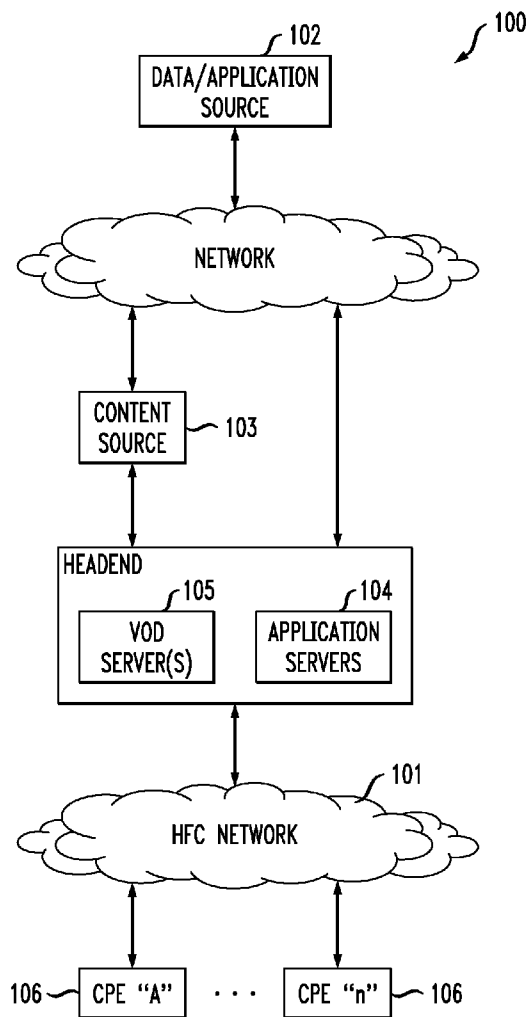 100
102
DATA/APPLICATION
SOURCE
NETWORK
CONTENT
SOURCE
103
HEADEND
105
VOD
SERVER(S)
104
APPLICATION
SERVERS
101
HFC NETWORK
106
CPE "A"
. . .
CPE "n"
106